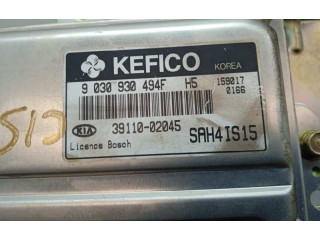 KEFICO
KOREA
9 030 930 494F H5 159017
0166
KIA 39110-02045
Licence Bosch SAH4IS15